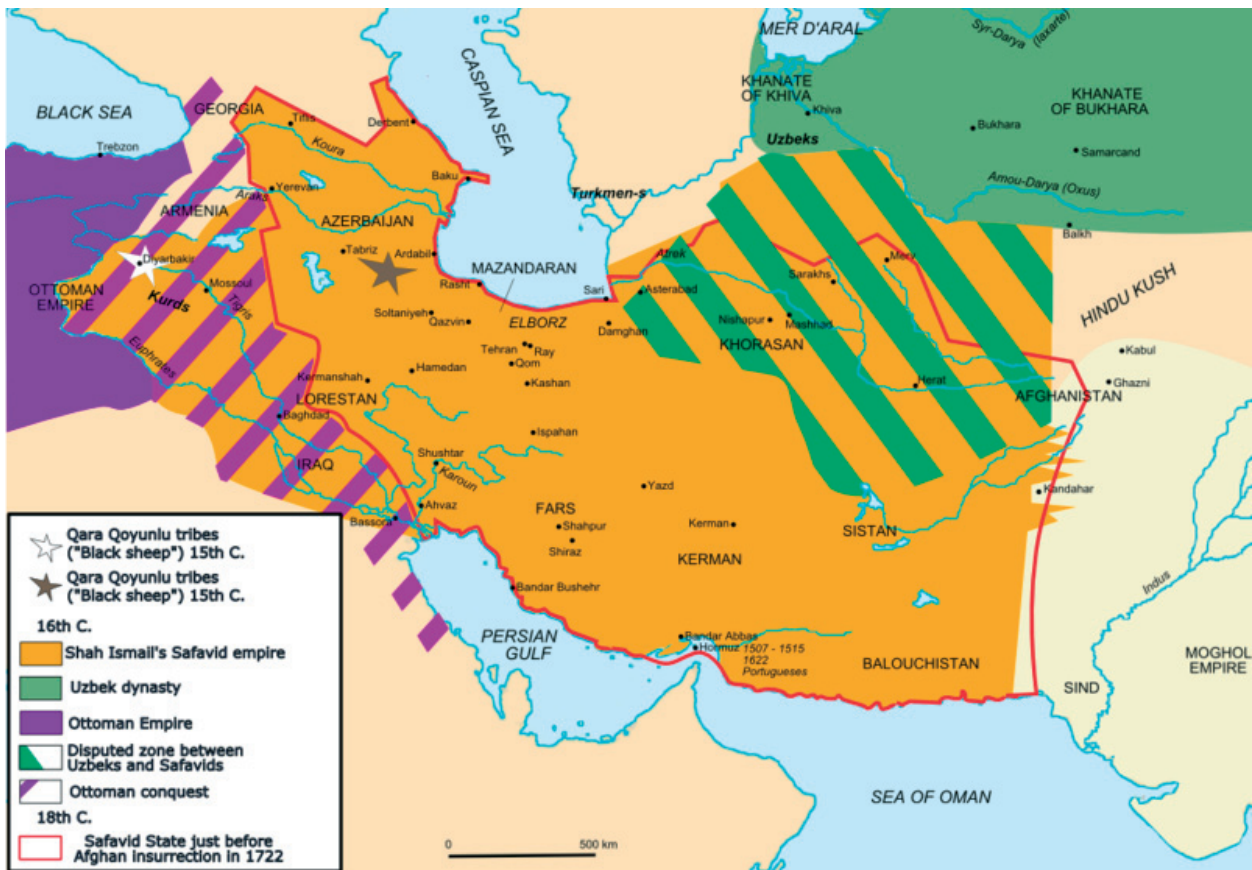 MER D'ARAL
Syr-Darya (Iaxarte)
CASPIAN SEA
KHANATE
OF KHIVA
KHANATE
OF BUKHARA
BLACK SEA
GEORGIA
Tiflis
Derbent
Khiva
Bukhara
Uzbeks
Samarcand
Trebzon
Koura
Baku
Turkmen-s
Amou-Darya (Oxus)
Yerevan
Araks
ARMENIA
AZERBAIJAN
Balkh
Diyarbakir
Tabriz
Ardabil
MAZANDARAN
Atrek
Merv
Sarakhs
HINDU KUSH
OTTOMAN
EMPIRE
Kurds
Mossoul
Tigris
Rasht
Sari
Asterabad
Soltaniyeh
Qazvin
ELBORZ
Damghan
Nishapur
Mashhad
KHORASAN
Euphrates
Tehran
Ray
Qom
Kabul
Kermanshah
Hamedan
Kashan
Herat
Ghazni
AFGHANISTAN
LORESTAN
Baghdad
Ispahan
IRAQ
Shushtar
Karoun
Yazd
Kandahar
Ahvaz
Bassora
FARS
Shahpur
Shiraz
Kerman
KERMAN
SISTAN
Indus
Bandar Bushehr
PERSIAN
GULF
Bandar Abbas
Hormuz
1507 - 1515
1622
Portugueses
BALOUCHISTAN
SIND
MOGHOL
EMPIRE
SEA OF OMAN
0 500 km
Qara Qoyunlu tribes
("Black sheep") 15th C.
Qara Qoyunlu tribes
("Black sheep") 15th C.
16th C.
Shah Ismail's Safavid empire
Uzbek dynasty
Ottoman Empire
Disputed zone between
Uzbeks and Safavids
Ottoman conquest
18th C.
Safavid State just before
Afghan insurrection in 1722